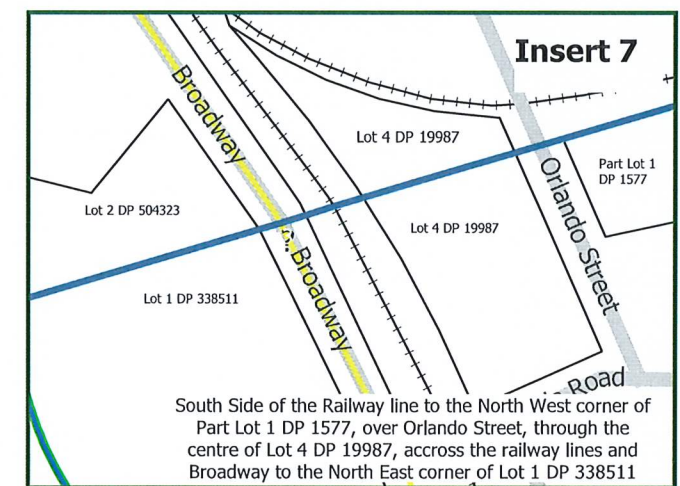 Insert 7
Broadway
Lot 4 DP 19987
Part Lot 1
DP 1577
Orlando Street
Lot 2 DP 504323
Lot 4 DP 19987
Broadway
Lot 1 DP 338511
Road
South Side of the Railway line to the North West corner of
Part Lot 1 DP 1577, over Orlando Street, through the
centre of Lot 4 DP 19987, accross the railway lines and
Broadway to the North East corner of Lot 1 DP 338511